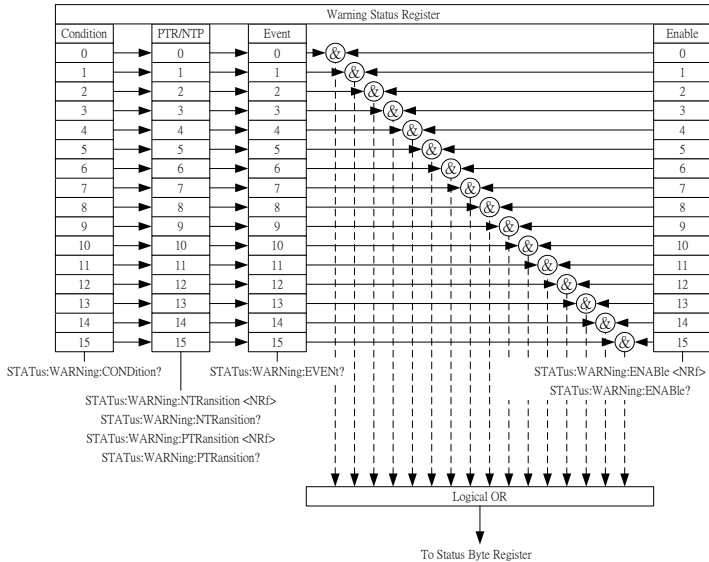 Warning Status Register
Condition PTR/NTP Event Enable
0 0 0 & 0
1 1 1 & 1
2 2 2 & 2
3 3 3 & 3
4 4 4 & 4
5 5 5 & 5
6 6 6 & 6
7 7 7 & 7
8 8 8 & 8
9 9 9 & 9
10 10 10 & 10
11 11 11 & 11
12 12 12 & 12
13 13 13 & 13
14 14 14 & 14
15 15 15 & 15
STATus:WARNing:CONDition? STATus:WARNing:EVENt? STATus:WARNing:ENABle <NRf>
STATus:WARNing:ENABle?
STATus:WARNing:NTRansition <NRf>
STATus:WARNing:NTRansition?
STATus:WARNing:PTRansition <NRf>
STATus:WARNing:PTRansition?
Logical OR
To Status Byte Register